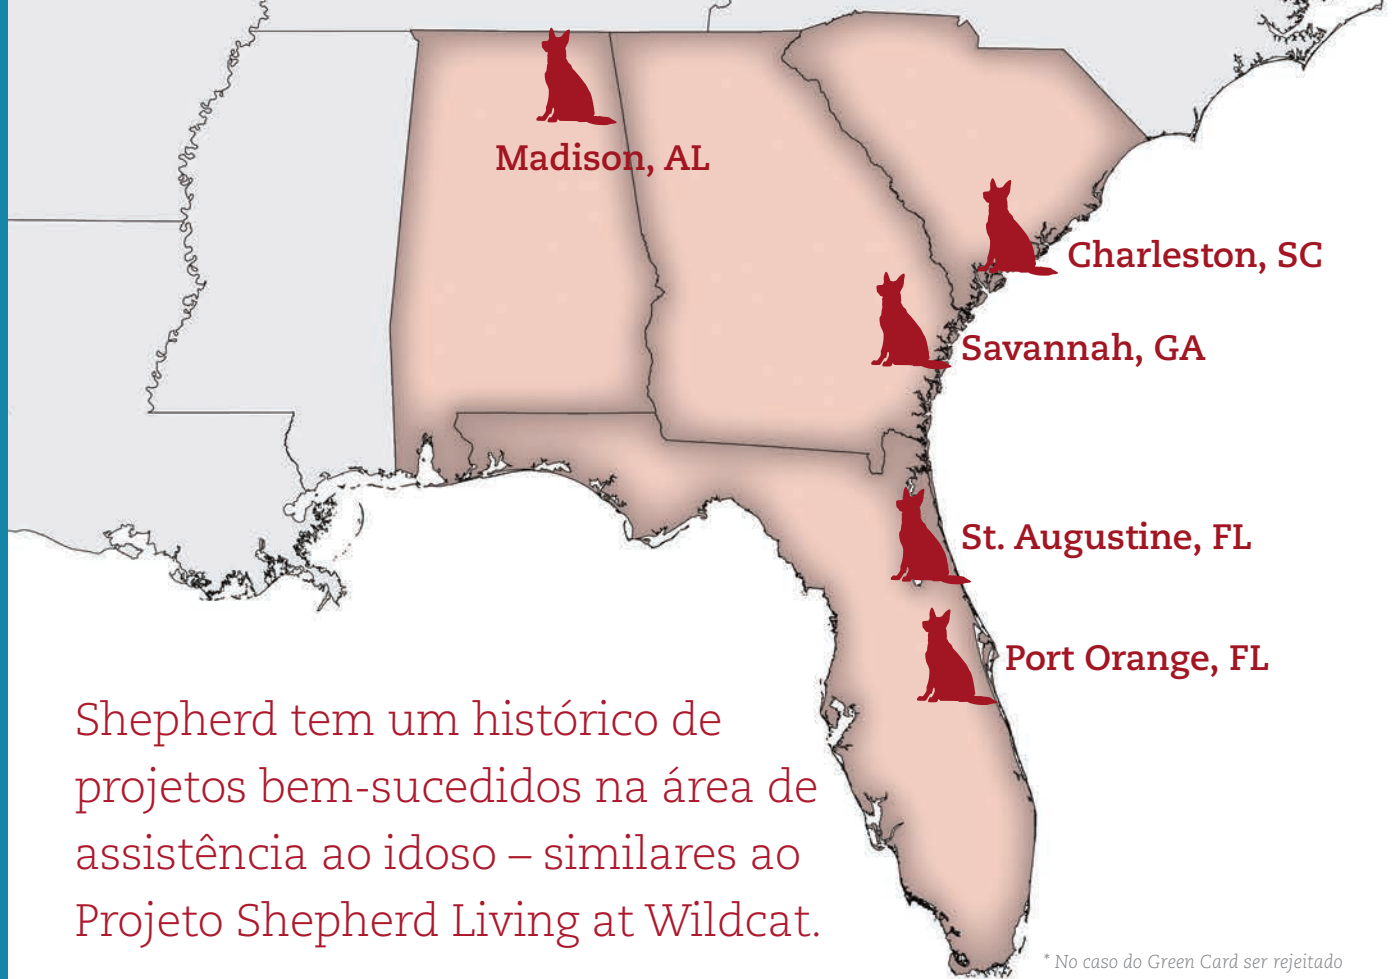 Madison, AL
Charleston, SC
Savannah, GA
St. Augustine, FL
Port Orange, FL
Shepherd tem um histórico de
projetos bem-sucedidos na área de
assistência ao idoso – similares ao
Projeto Shepherd Living at Wildcat.
* No caso do Green Card ser rejeitado